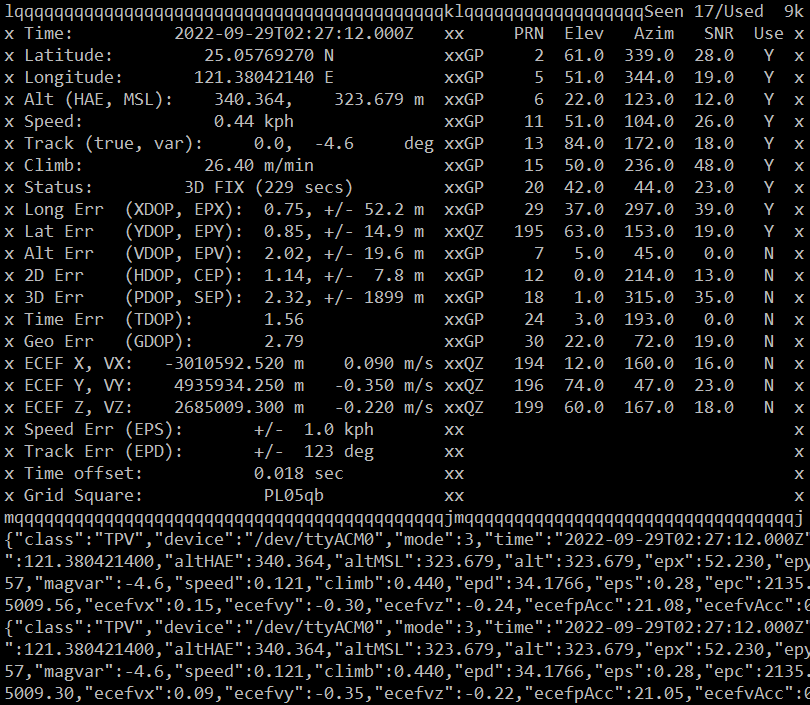 lqqqqqqqqqqqqqqqqqqqqqqqqqqqqqqqqqqqqqqqqqqqklqqqqqqqqqqqqqqqqqqSeen 17/Used  9k
x Time:          2022-09-29T02:27:12.000Z   xx     PRN  Elev   Azim   SNR  Use x
x Latitude:         25.05769270 N           xxGP     2  61.0  339.0  28.0   Y  x
x Longitude:       121.38042140 E           xxGP     5  51.0  344.0  19.0   Y  x
x Alt (HAE, MSL):    340.364,    323.679 m  xxGP     6  22.0  123.0  12.0   Y  x
x Speed:             0.44 kph               xxGP    11  51.0  104.0  26.0   Y  x
x Track (true, var):     0.0,  -4.6     deg xxGP    13  84.0  172.0  18.0   Y  x
x Climb:            26.40 m/min             xxGP    15  50.0  236.0  48.0   Y  x
x Status:         3D FIX (229 secs)         xxGP    20  42.0   44.0  23.0   Y  x
x Long Err  (XDOP, EPX):  0.75, +/- 52.2 m  xxGP    29  37.0  297.0  39.0   Y  x
x Lat Err   (YDOP, EPY):  0.85, +/- 14.9 m  xxQZ   195  63.0  153.0  19.0   Y  x
x Alt Err   (VDOP, EPV):  2.02, +/- 19.6 m  xxGP     7   5.0   45.0   0.0   N  x
x 2D Err    (HDOP, CEP):  1.14, +/-  7.8 m  xxGP    12   0.0  214.0  13.0   N  x
x 3D Err    (PDOP, SEP):  2.32, +/- 1899 m  xxGP    18   1.0  315.0  35.0   N  x
x Time Err  (TDOP):       1.56              xxGP    24   3.0  193.0   0.0   N  x
x Geo Err   (GDOP):       2.79              xxGP    30  22.0   72.0  19.0   N  x
x ECEF X, VX:   -3010592.520 m    0.090 m/s xxQZ   194  12.0  160.0  16.0   N  x
x ECEF Y, VY:    4935934.250 m   -0.350 m/s xxQZ   196  74.0   47.0  23.0   N  x
x ECEF Z, VZ:    2685009.300 m   -0.220 m/s xxQZ   199  60.0  167.0  18.0   N  x
x Speed Err (EPS):       +/-  1.0 kph       xx                                 x
x Track Err (EPD):       +/-  123 deg       xx                                 x
x Time offset:           0.018 sec          xx                                 x
x Grid Square:            PL05qb            xx                                 x
mqqqqqqqqqqqqqqqqqqqqqqqqqqqqqqqqqqqqqqqqqqqjmqqqqqqqqqqqqqqqqqqqqqqqqqqqqqqqqqj
{"class":"TPV","device":"/dev/ttyACM0","mode":3,"time":"2022-09-29T02:27:12.000Z"
":121.380421400,"altHAE":340.364,"altMSL":323.679,"alt":323.679,"epx":52.230,"epy
57,"magvar":-4.6,"speed":0.121,"climb":0.440,"epd":34.1766,"eps":0.28,"epc":2135.
5009.56,"ecefvx":0.15,"ecefvy":-0.30,"ecefvz":-0.24,"ecefpAcc":21.08,"ecefvAcc":0
{"class":"TPV","device":"/dev/ttyACM0","mode":3,"time":"2022-09-29T02:27:12.000Z"
":121.380421400,"altHAE":340.364,"altMSL":323.679,"alt":323.679,"epx":52.230,"epy
57,"magvar":-4.6,"speed":0.121,"climb":0.440,"epd":34.1766,"eps":0.28,"epc":2135.
5009.30,"ecefvx":0.09,"ecefvy":-0.35,"ecefvz":-0.22,"ecefpAcc":21.05,"ecefvAcc":0